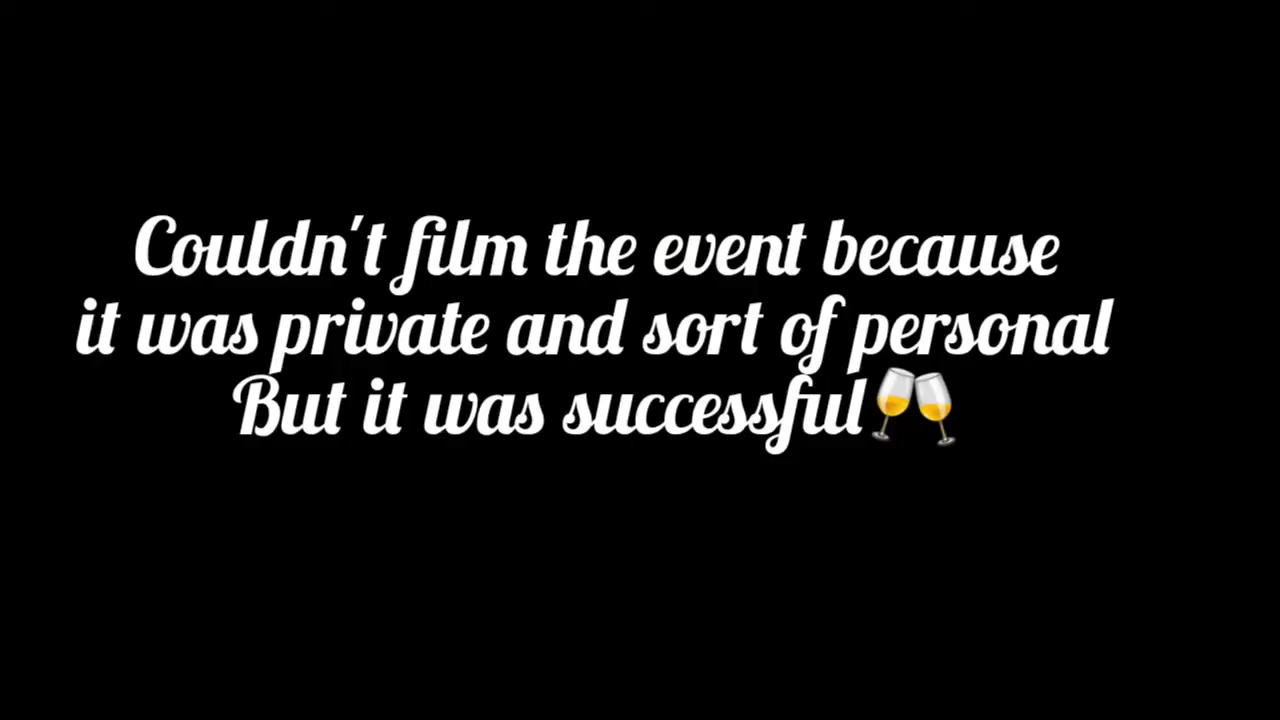 Couldn't film the event because
it was private and sort of personal
But it was successful🥂